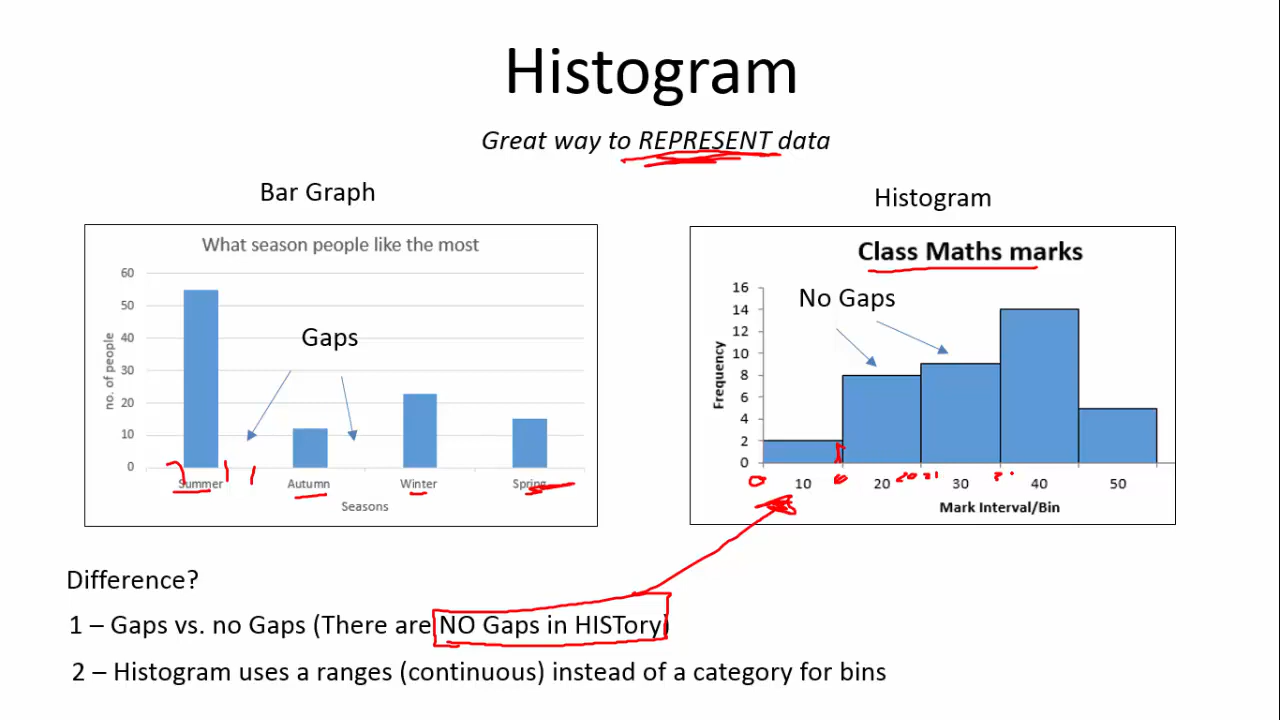 Histogram
Great way to REPRESENT data
Bar Graph
Histogram
What season people like the most
60
50
40
30
20
10
0
no. of people
Gaps
Summer Autumn Winter Spring
Seasons
Class Maths marks
No Gaps
16
14
12
10
8
6
4
2
0
Frequency
0
10 20 30 40 50
Mark Interval/Bin
Difference?
1 – Gaps vs. no Gaps (There are NO Gaps in HISTory)
2 – Histogram uses a ranges (continuous) instead of a category for bins